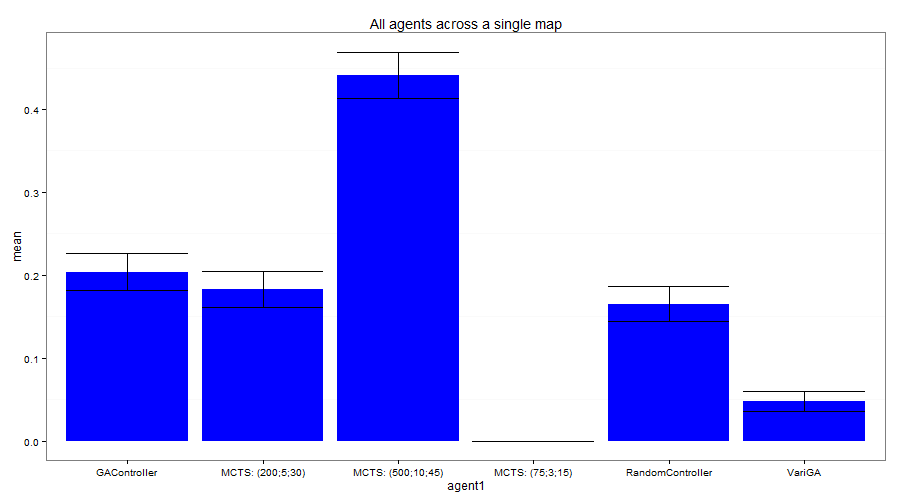 All agents across a single map
mean
0.4
0.3
0.2
0.1
0.0
GAController MCTS: (200;5;30) MCTS: (500;10;45) MCTS: (75;3;15) RandomController VariGA
agent1